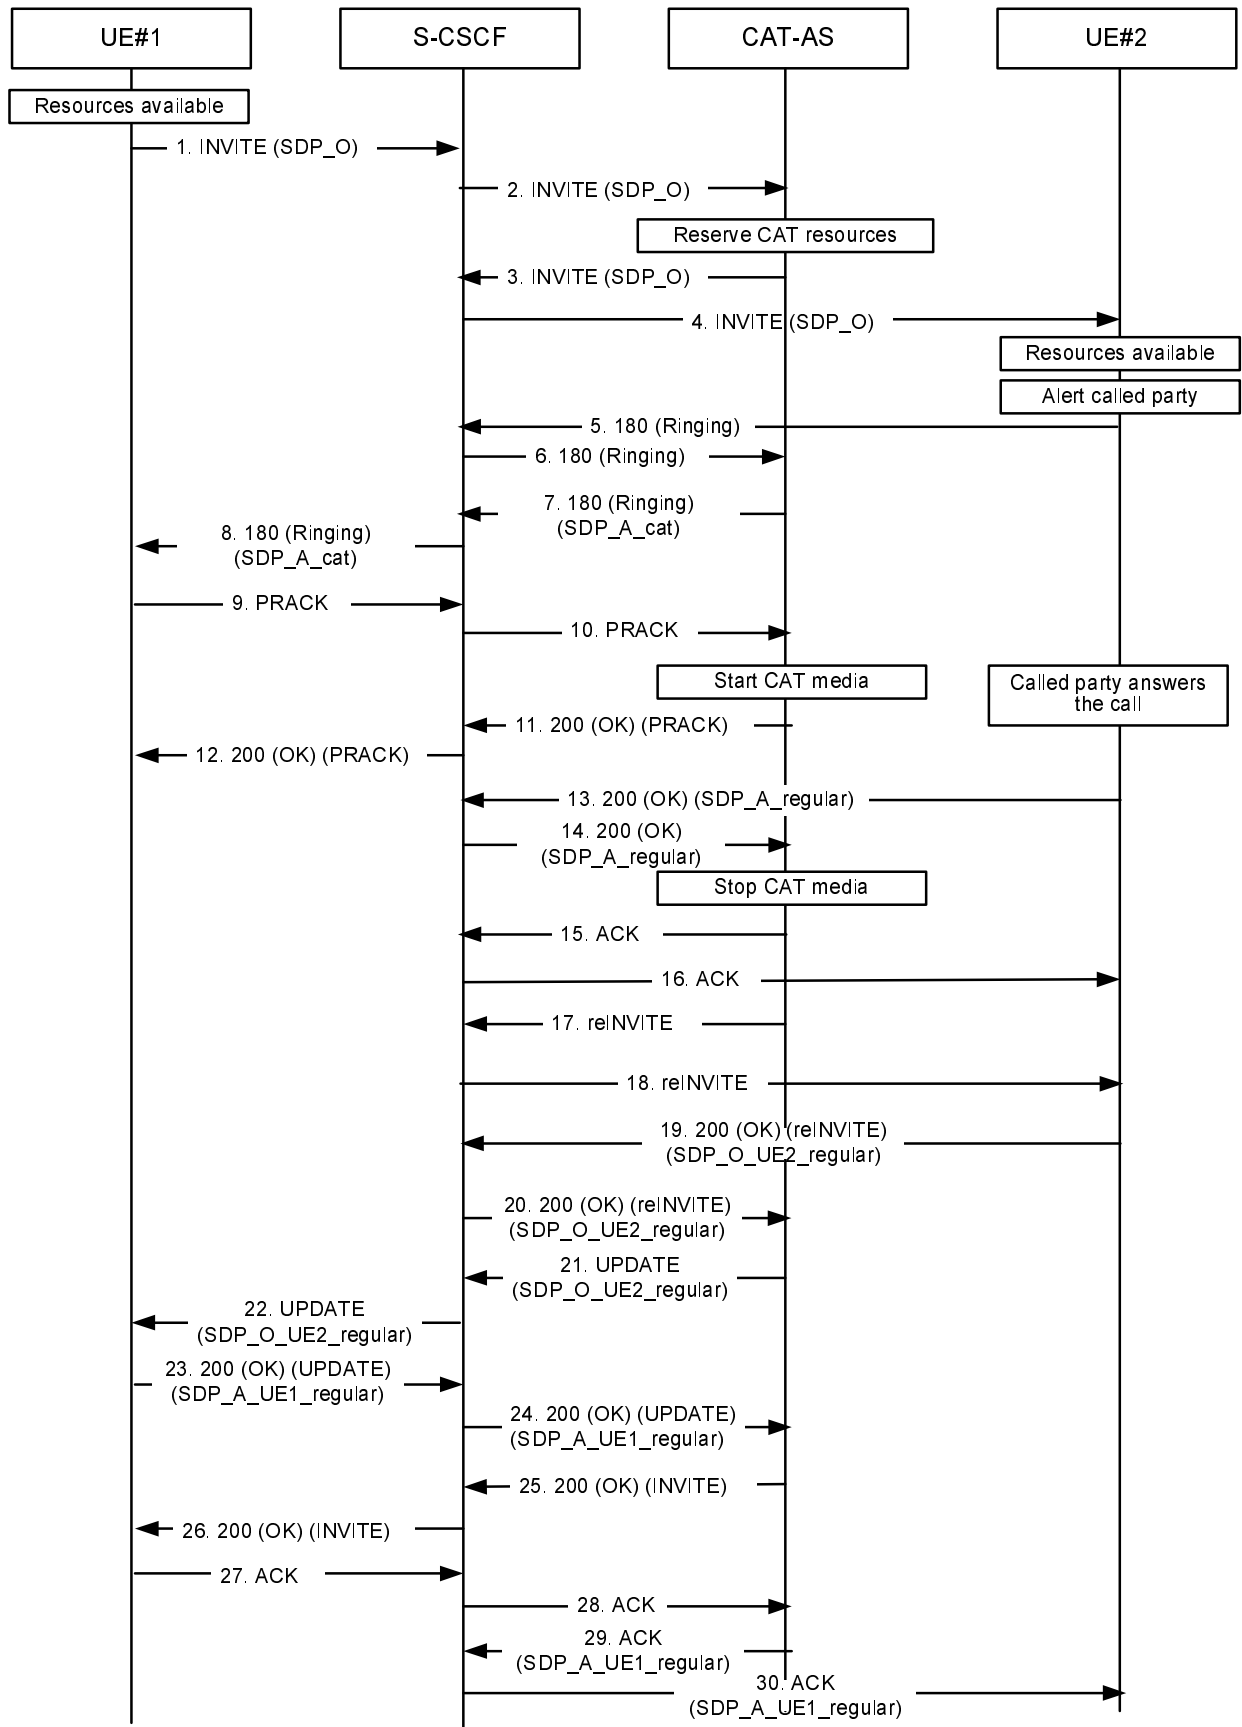 UE#1
S-CSCF
CAT-AS
UE#2
Resources available
1. INVITE (SDP_O)
2. INVITE (SDP_O)
Reserve CAT resources
3. INVITE (SDP_O)
4. INVITE (SDP_O)
Resources available
Alert called party
5. 180 (Ringing)
6. 180 (Ringing)
7. 180 (Ringing)
(SDP_A_cat)
8. 180 (Ringing)
(SDP_A_cat)
9. PRACK
10. PRACK
Start CAT media
Called party answers
the call
11. 200 (OK) (PRACK)
12. 200 (OK) (PRACK)
13. 200 (OK) (SDP_A_regular)
14. 200 (OK)
(SDP_A_regular)
Stop CAT media
15. ACK
16. ACK
17. reINVITE
18. reINVITE
19. 200 (OK) (reINVITE)
(SDP_O_UE2_regular)
20. 200 (OK) (reINVITE)
(SDP_O_UE2_regular)
21. UPDATE
(SDP_O_UE2_regular)
22. UPDATE
(SDP_O_UE2_regular)
23. 200 (OK) (UPDATE)
(SDP_A_UE1_regular)
24. 200 (OK) (UPDATE)
(SDP_A_UE1_regular)
25. 200 (OK) (INVITE)
26. 200 (OK) (INVITE)
27. ACK
28. ACK
29. ACK
(SDP_A_UE1_regular)
30. ACK
(SDP_A_UE1_regular)